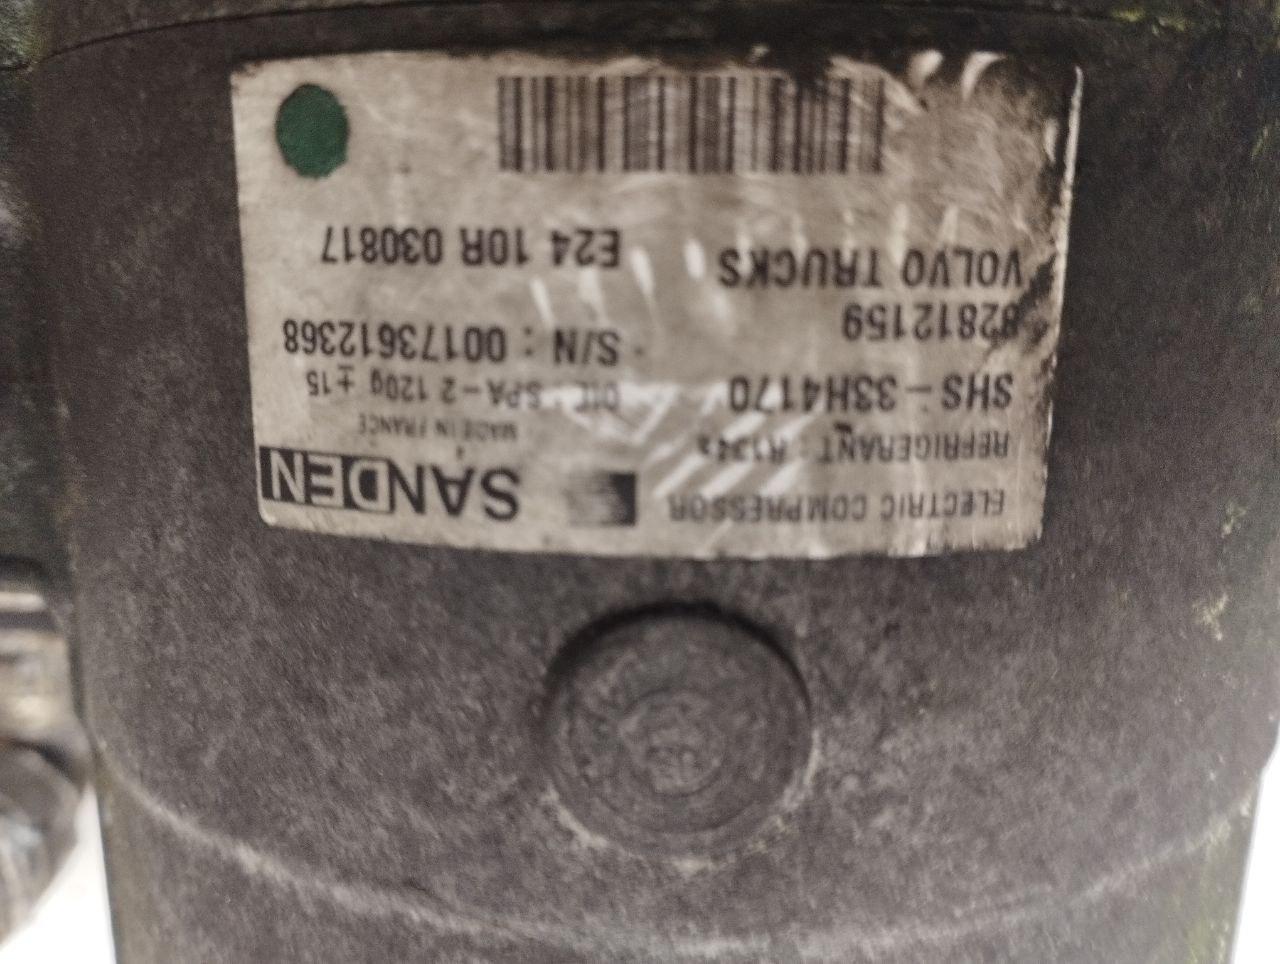 ELECTRIC COMPRESSOR
REFRIGERANT : R134a
SHS-33H4170
82812159
VOLVO TRUCKS
SANDEN
MADE IN FRANCE
OIL : SPA-2 120g ± 15
S/N : 00173612368
E24 10R 030817